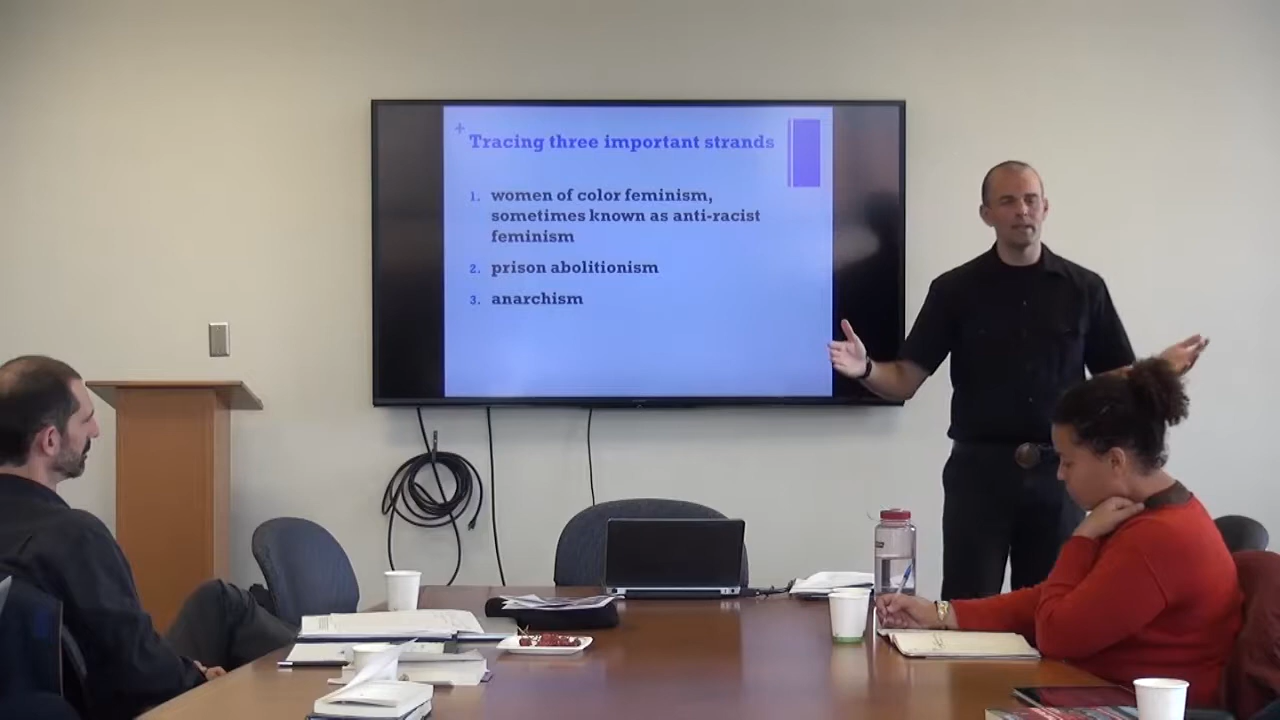 +
Tracing three important strands
1. women of color feminism,
sometimes known as anti-racist
feminism
2. prison abolitionism
3. anarchism